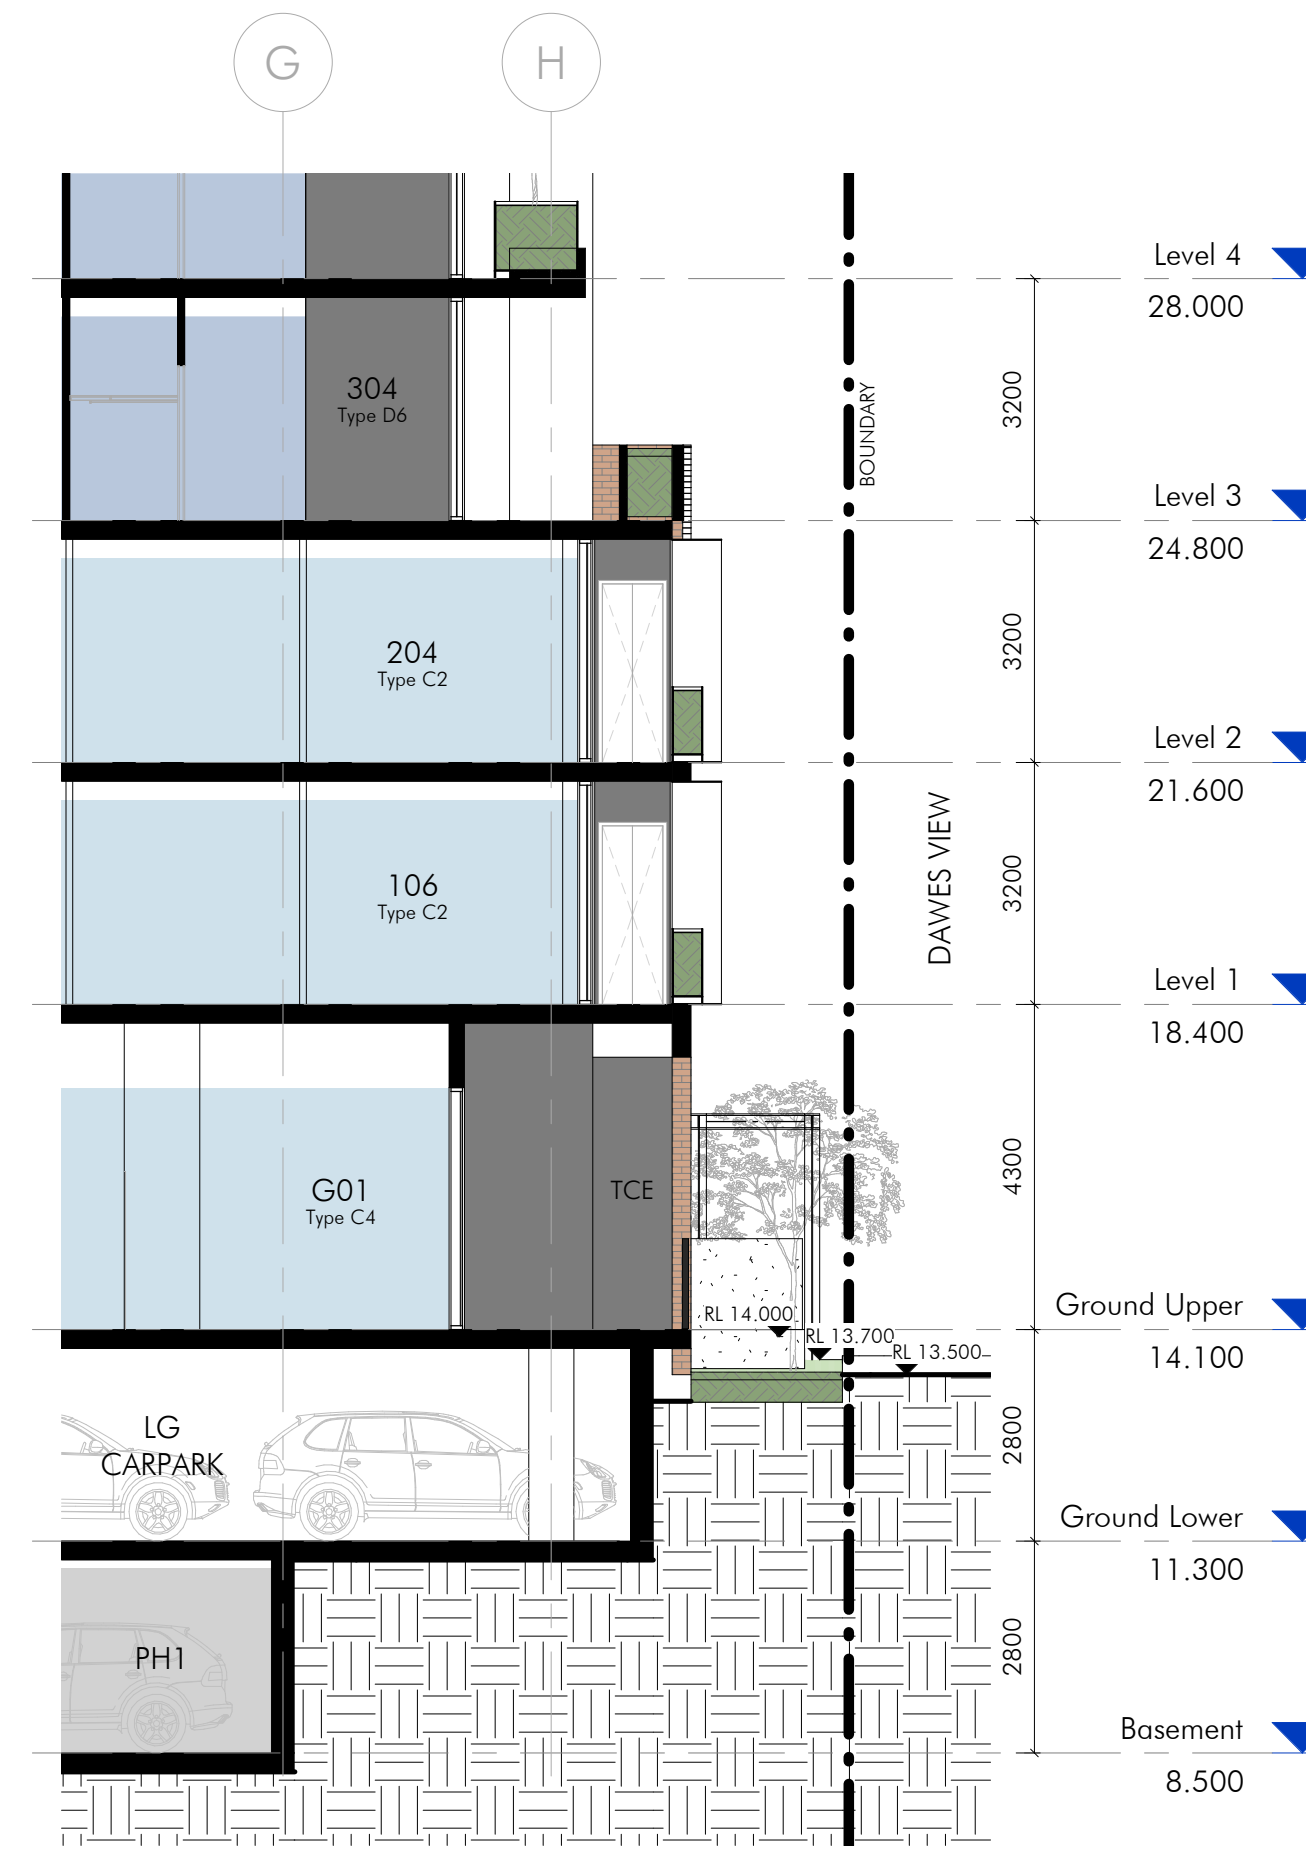 G
H
Level 4
28.000
3200
304
Type D6
BOUNDARY
Level 3
24.800
3200
204
Type C2
Level 2
21.600
DAWES VIEW
3200
106
Type C2
Level 1
18.400
4300
G01
Type C4
TCE
RL 14.000
RL 13.700
RL 13.500
Ground Upper
14.100
LG
CARPARK
2800
Ground Lower
11.300
2800
PH1
Basement
8.500